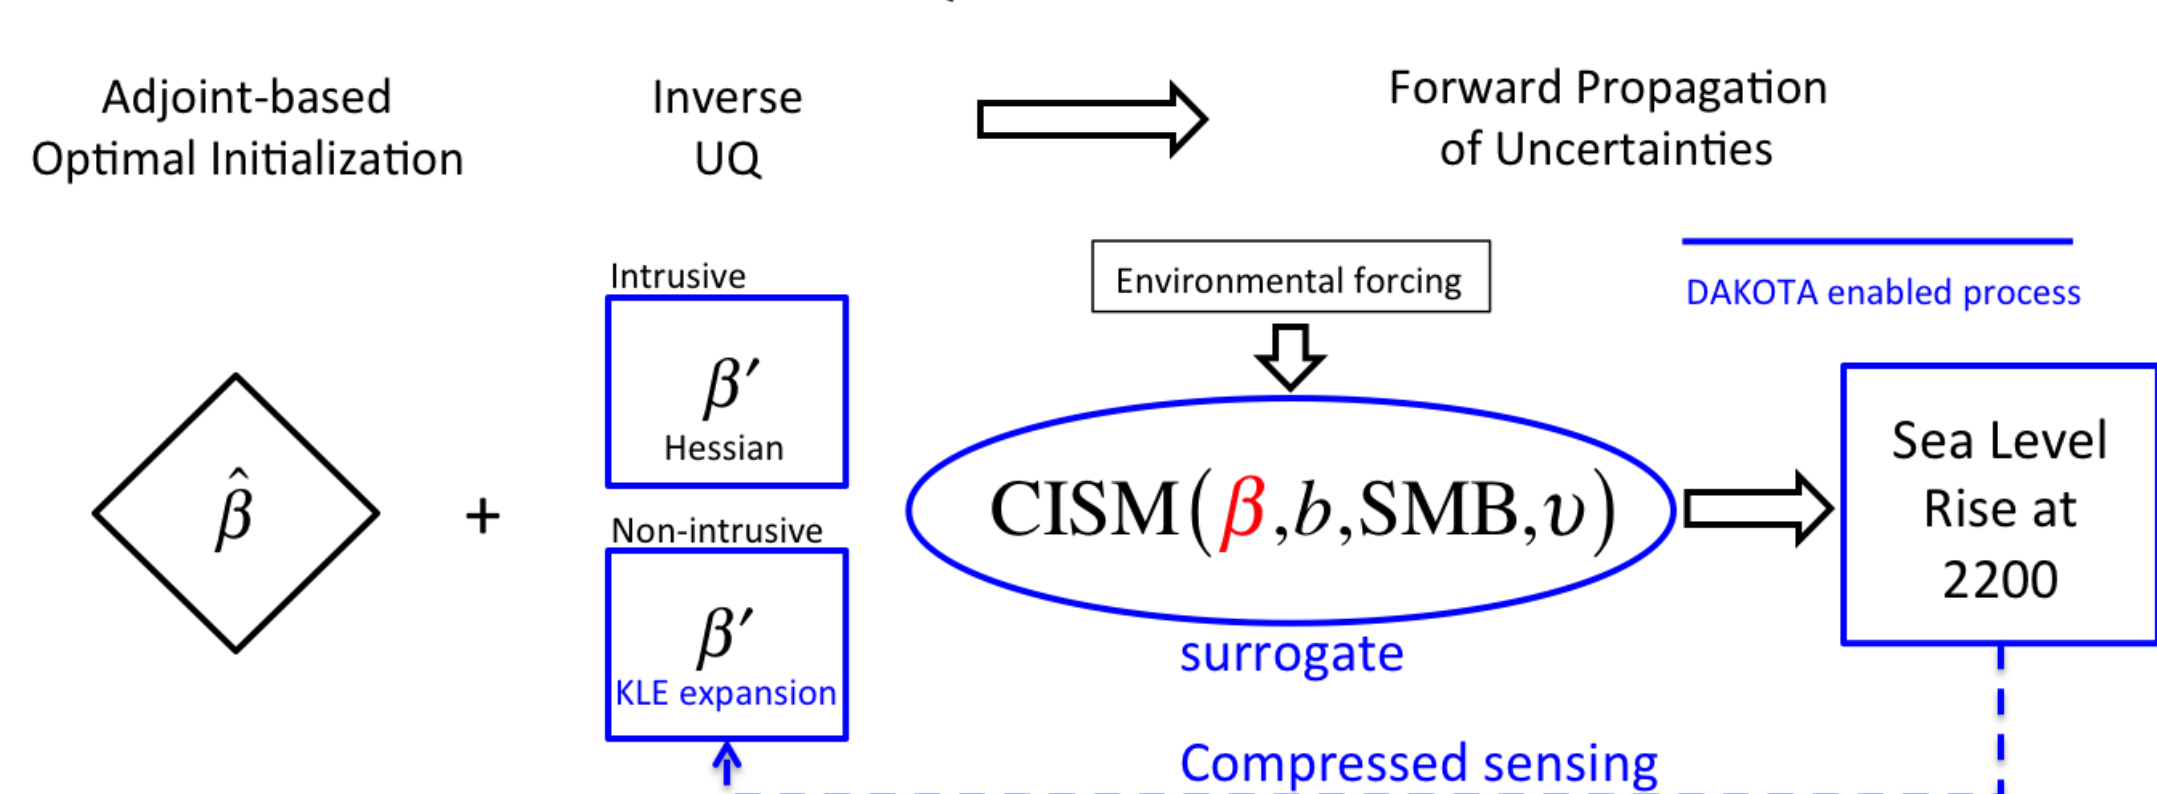 Adjoint-based
Optimal Initialization
Inverse
UQ
Forward Propagation
of Uncertainties
Environmental forcing
DAKOTA enabled process
Intrusive
β′
Hessian
β̂
+
Non-intrusive
β′
KLE expansion
CISM(β,b,SMB,υ)
surrogate
Sea Level
Rise at
2200
Compressed sensing